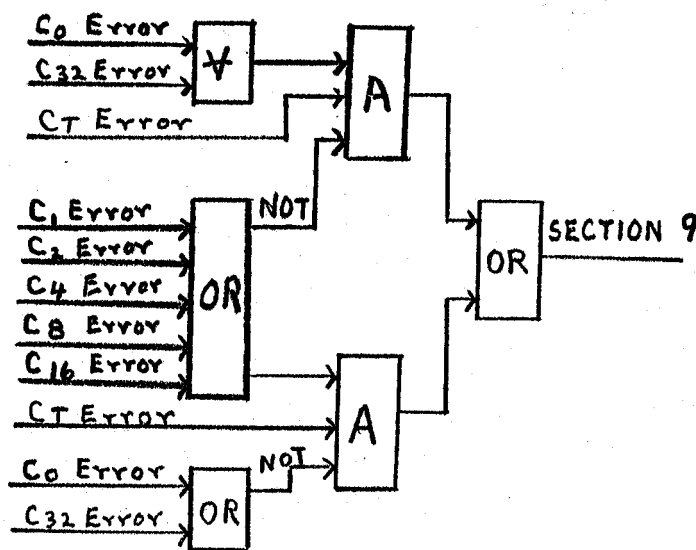 C0 Error
C32 Error
∀
CT Error
A
C1 Error
C2 Error
C4 Error
C8 Error
C16 Error
OR
NOT
OR
SECTION 9
CT Error
A
C0 Error
C32 Error
OR
NOT